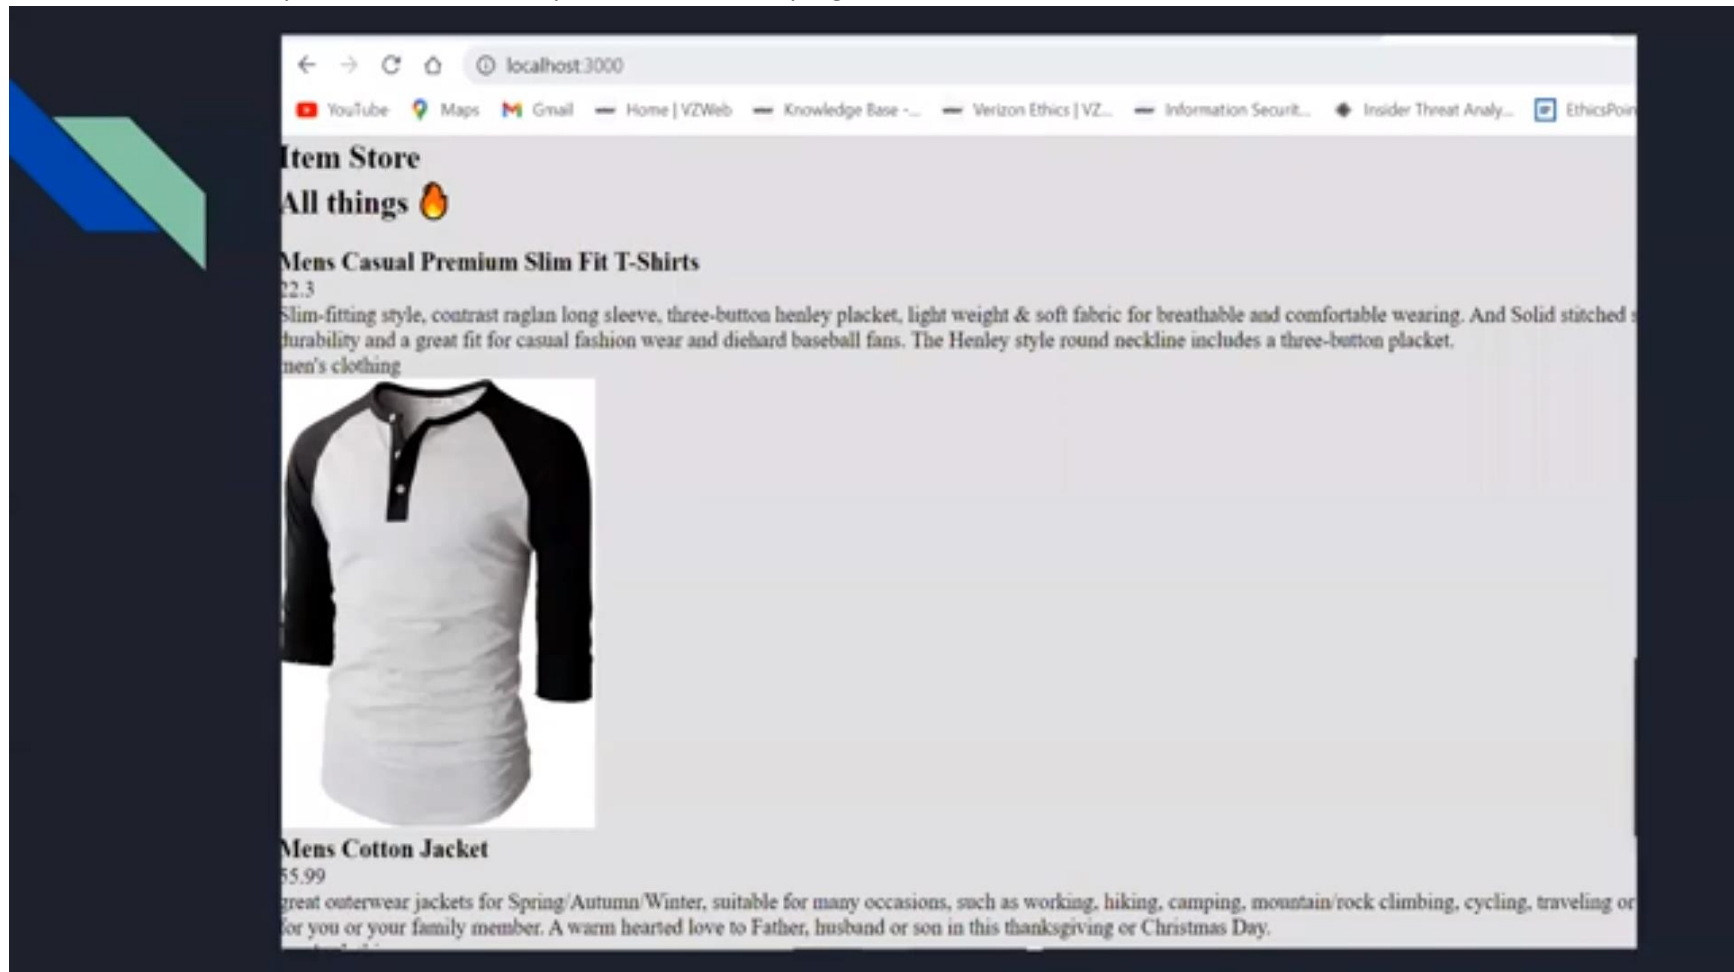 localhost:3000
YouTube Maps Gmail Home | VZWeb Knowledge Base -... Verizon Ethics | VZ... Information Securit... Insider Threat Analy... EthicsPoin
Item Store
All things 🔥
Mens Casual Premium Slim Fit T-Shirts
22.3
Slim-fitting style, contrast raglan long sleeve, three-button henley placket, light weight & soft fabric for breathable and comfortable wearing. And Solid stitched s
durability and a great fit for casual fashion wear and diehard baseball fans. The Henley style round neckline includes a three-button placket.
men's clothing
Mens Cotton Jacket
55.99
great outerwear jackets for Spring/Autumn/Winter, suitable for many occasions, such as working, hiking, camping, mountain/rock climbing, cycling, traveling or
for you or your family member. A warm hearted love to Father, husband or son in this thanksgiving or Christmas Day.